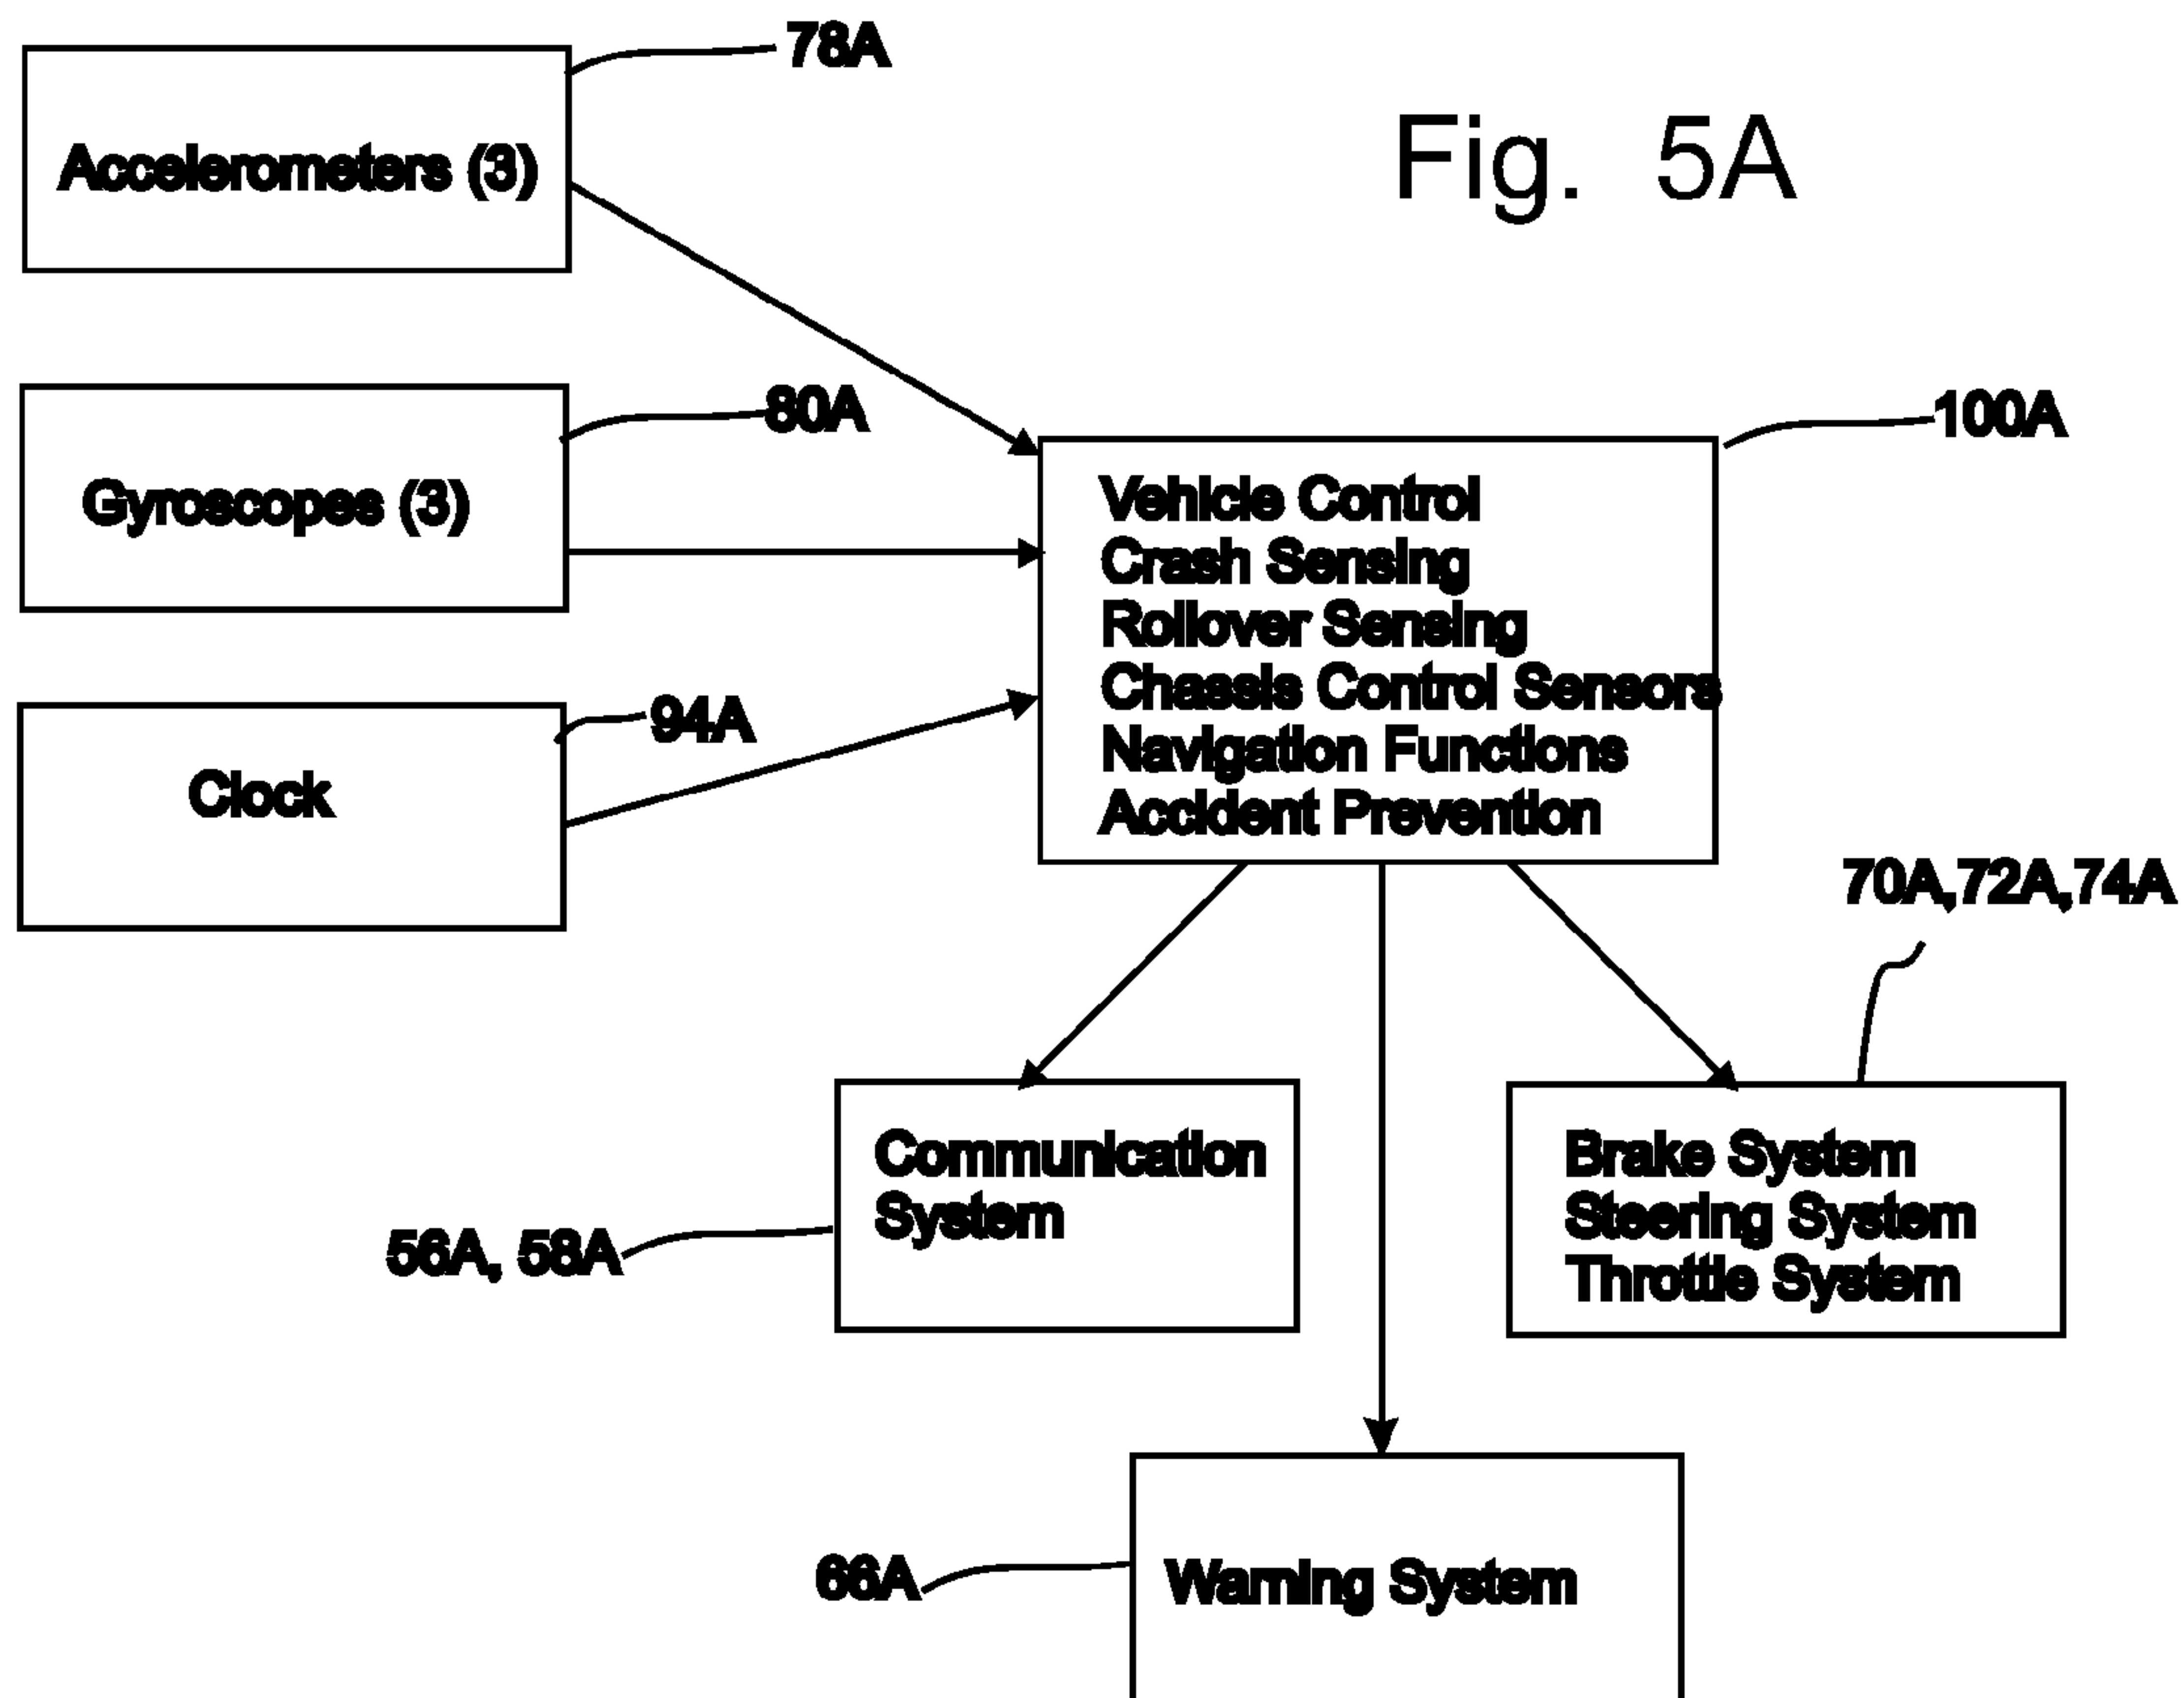 78A
Fig. 5A
Accelerometers (3)
80A
100A
Gyroscopes (3)
Vehicle Control
Crash Sensing
Rollover Sensing
Chassis Control Sensors
Navigation Functions
Accident Prevention
94A
Clock
70A,72A,74A
Communication
System
56A, 58A
Brake System
Steering System
Throttle System
66A
Warning System